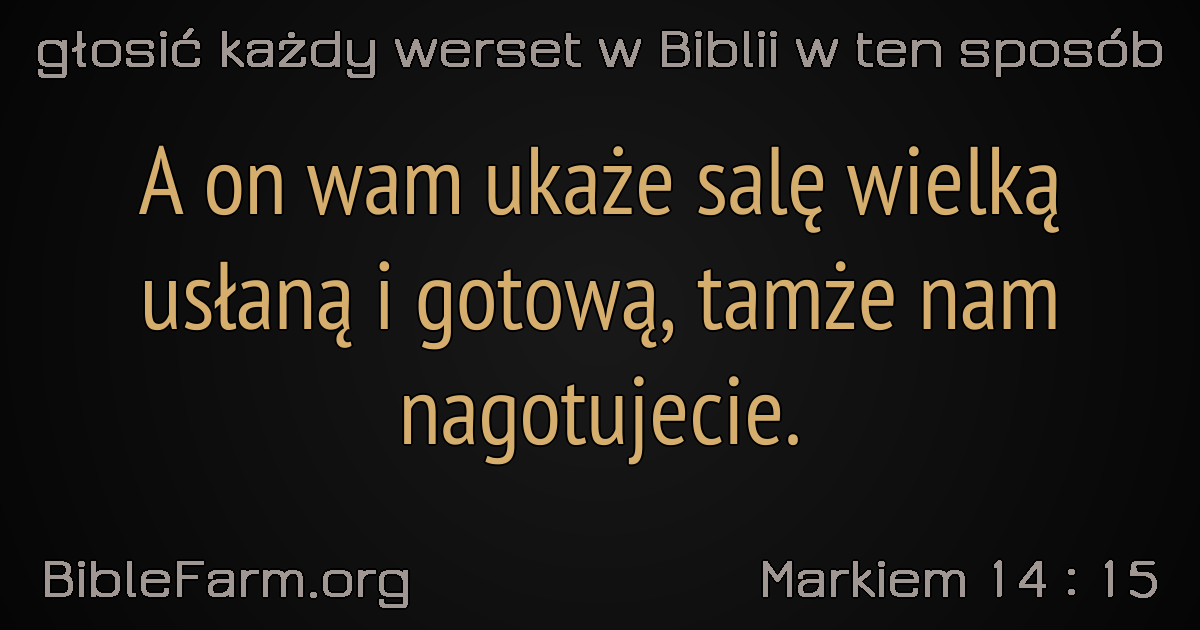 głosić każdy werset w Biblii w ten sposób
A on wam ukaże salę wielką
usłaną i gotową, tamże nam
nagotujecie.
BibleFarm.org
Markiem 14 : 15